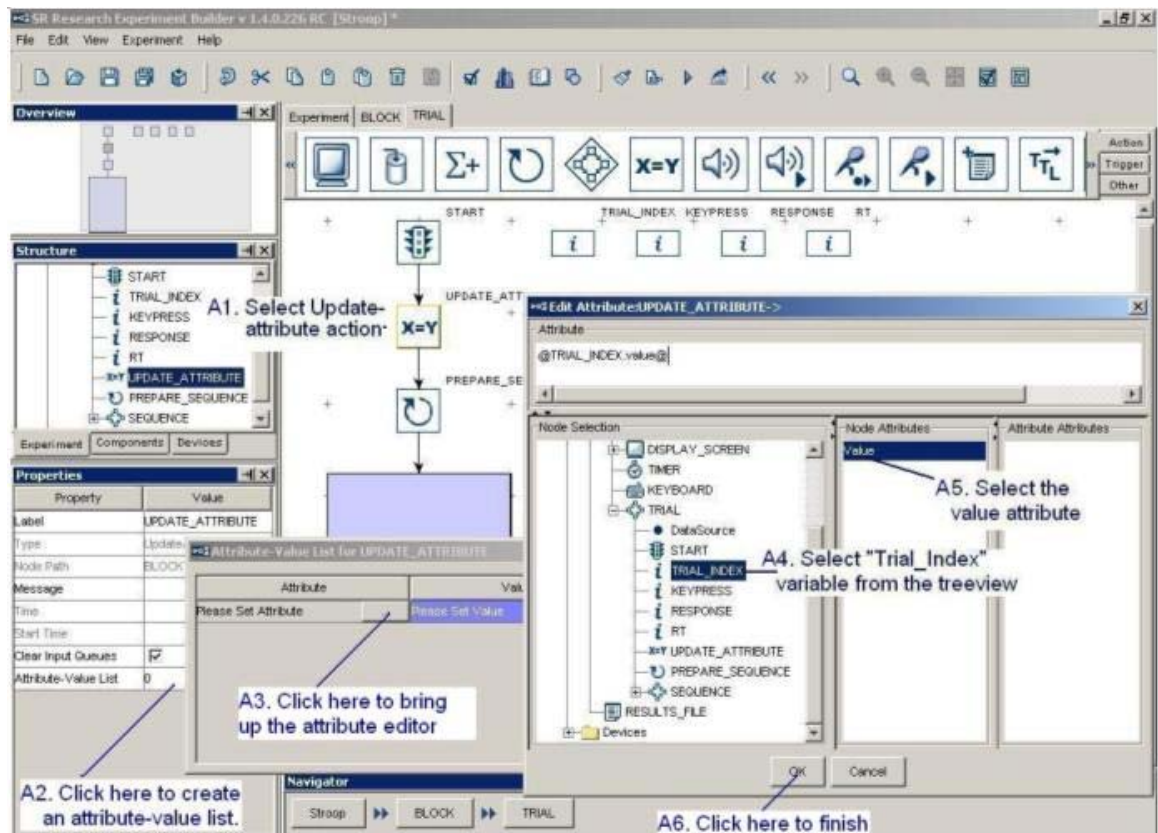 SR Research Experiment Builder v 1.4.0.226 RC [Stroop] *
File Edit View Experiment Help
Overview
Experiment BLOCK TRIAL
X=Y
Σ+
TTL
Action
Trigger
Other
START
TRIAL_INDEX KEYPRESS RESPONSE RT
Structure
START
TRIAL_INDEX
KEYPRESS
RESPONSE
RT
UPDATE_ATTRIBUTE
PREPARE_SEQUENCE
SEQUENCE
Experiment Components Devices
A1. Select Update-
attribute action
UPDATE_ATT
X=Y
PREPARE_SE
Edit Attribute:UPDATE_ATTRIBUTE->
Attribute
@TRIAL_INDEX.value@
Node Selection
DISPLAY_SCREEN
TIMER
KEYBOARD
TRIAL
DataSource
START
TRIAL_INDEX
KEYPRESS
RESPONSE
RT
UPDATE_ATTRIBUTE
PREPARE_SEQUENCE
SEQUENCE
RESULTS_FILE
Devices
Node Attributes
Value
Attribute Attributes
A5. Select the
value attribute
A4. Select "Trial_Index"
variable from the treeview
OK Cancel
A6. Click here to finish
Properties
Property Value
Label UPDATE_ATTRIBUTE
Type
Node Path BLOCK
Message
Time
Start Time
Clear Input Queues
Attribute-Value List 0
Attribute-Value List for UPDATE_ATTRIBUTE
Attribute Val
Please Set Attribute ... Please Set Value
A3. Click here to bring
up the attribute editor
A2. Click here to create
an attribute-value list.
Navigator
Stroop BLOCK TRIAL